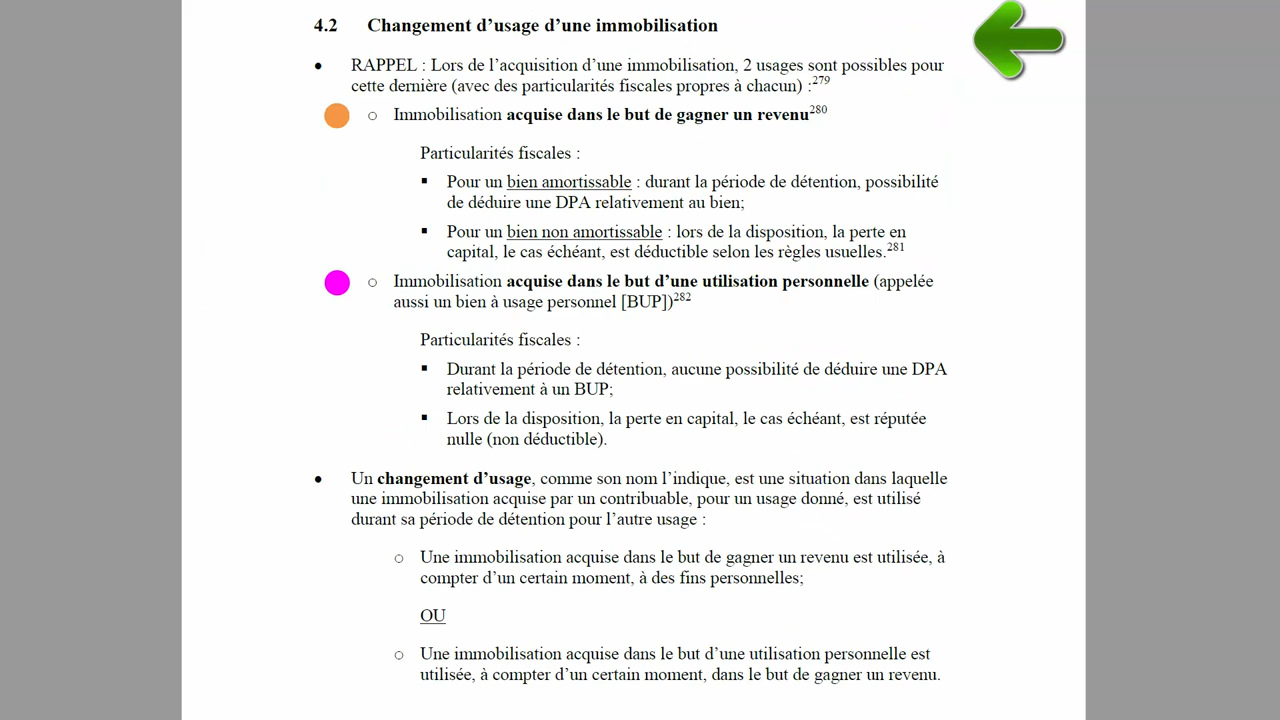 4.2 Changement d’usage d’une immobilisation
• RAPPEL : Lors de l’acquisition d’une immobilisation, 2 usages sont possibles pour
cette dernière (avec des particularités fiscales propres à chacun) :279
○ Immobilisation acquise dans le but de gagner un revenu280
Particularités fiscales :
▪ Pour un bien amortissable : durant la période de détention, possibilité
de déduire une DPA relativement au bien;
▪ Pour un bien non amortissable : lors de la disposition, la perte en
capital, le cas échéant, est déductible selon les règles usuelles.281
○ Immobilisation acquise dans le but d’une utilisation personnelle (appelée
aussi un bien à usage personnel [BUP])282
Particularités fiscales :
▪ Durant la période de détention, aucune possibilité de déduire une DPA
relativement à un BUP;
▪ Lors de la disposition, la perte en capital, le cas échéant, est réputée
nulle (non déductible).
• Un changement d’usage, comme son nom l’indique, est une situation dans laquelle
une immobilisation acquise par un contribuable, pour un usage donné, est utilisé
durant sa période de détention pour l’autre usage :
○ Une immobilisation acquise dans le but de gagner un revenu est utilisée, à
compter d’un certain moment, à des fins personnelles;
OU
○ Une immobilisation acquise dans le but d’une utilisation personnelle est
utilisée, à compter d’un certain moment, dans le but de gagner un revenu.